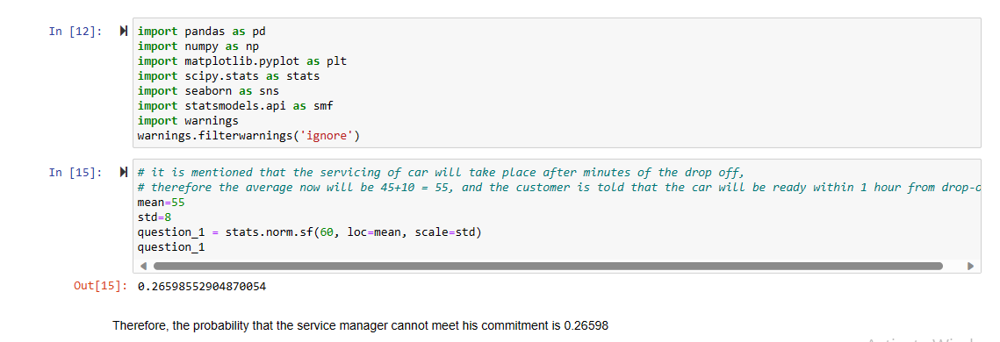 In [12]:
import pandas as pd
import numpy as np
import matplotlib.pyplot as plt
import scipy.stats as stats
import seaborn as sns
import statsmodels.api as smf
import warnings
warnings.filterwarnings('ignore')
In [15]:
# it is mentioned that the servicing of car will take place after minutes of the drop off,
# therefore the average now will be 45+10 = 55, and the customer is told that the car will be ready within 1 hour from
mean=55
std=8
question_1 = stats.norm.sf(60, loc=mean, scale=std)
question_1
Out[15]: 0.26598552904870054
Therefore, the probability that the service manager cannot meet his commitment is 0.26598